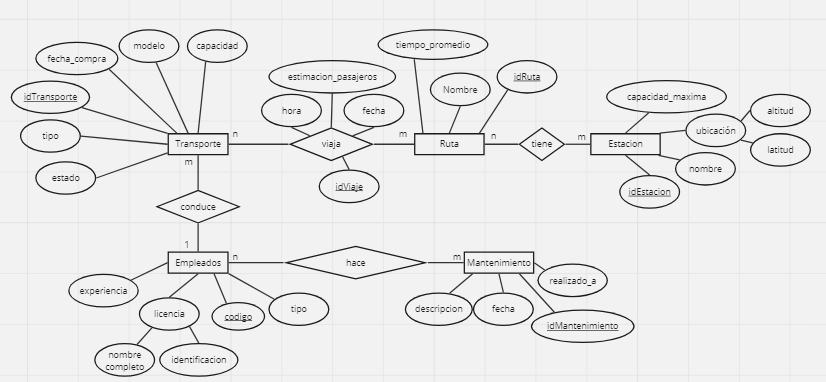 tiempo_promedio
modelo
capacidad
fecha_compra
estimacion_pasajeros
idRuta
Nombre
idTransporte
capacidad_maxima
hora
fecha
altitud
ubicación
tipo
n
m
n
m
Transporte
viaja
Ruta
tiene
Estacion
latitud
m
nombre
estado
idViaje
idEstacion
conduce
1
n
m
Empleados
hace
Mantenimiento
realizado_a
experiencia
licencia
codigo
tipo
descripcion
fecha
idMantenimiento
nombre
completo
identificacion